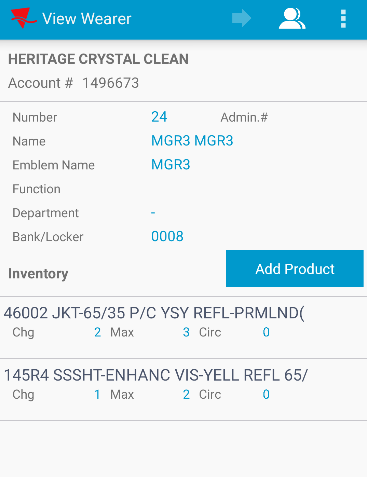 View Wearer
HERITAGE CRYSTAL CLEAN
Account # 1496673
Number 24 Admin.#
Name MGR3 MGR3
Emblem Name MGR3
Function
Department -
Bank/Locker 0008
Inventory Add Product
46002 JKT-65/35 P/C YSY REFL-PRMLND(
Chg 2 Max 3 Circ 0
145R4 SSSHT-ENHANC VIS-YELL REFL 65/
Chg 1 Max 2 Circ 0